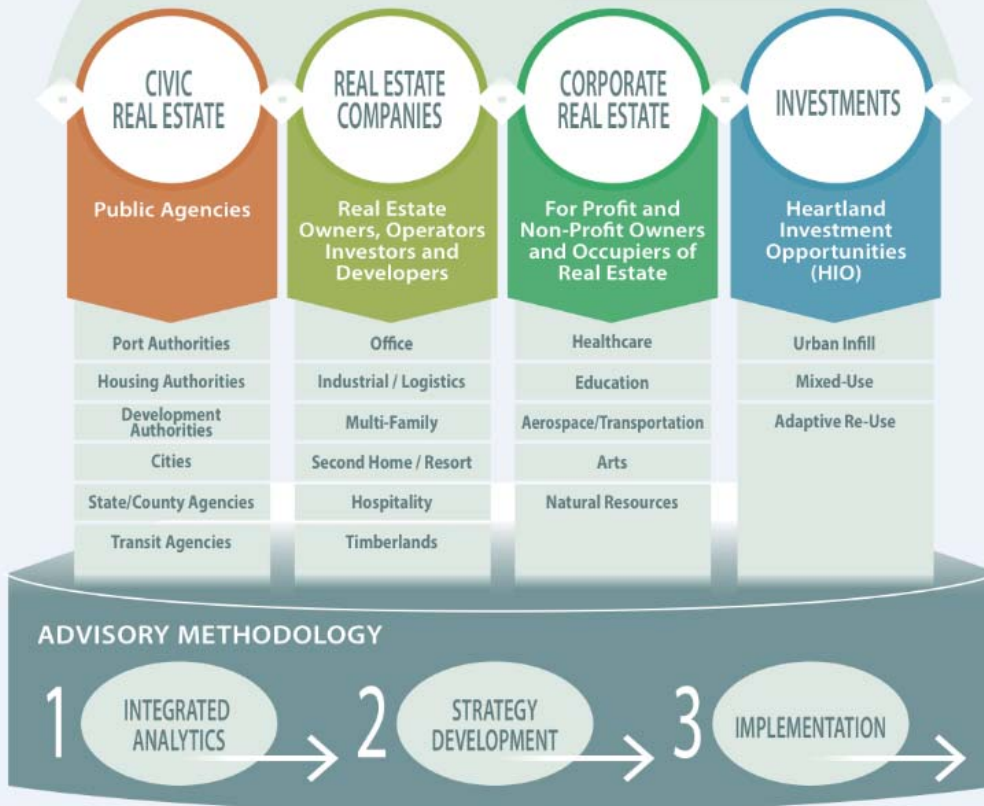 CIVIC
REAL ESTATE
Public Agencies
Port Authorities
Housing Authorities
Development
Authorities
Cities
State/County Agencies
Transit Agencies
REAL ESTATE
COMPANIES
Real Estate
Owners, Operators
Investors and
Developers
Office
Industrial / Logistics
Multi-Family
Second Home / Resort
Hospitality
Timberlands
CORPORATE
REAL ESTATE
For Profit and
Non-Profit Owners
and Occupiers of
Real Estate
Healthcare
Education
Aerospace/Transportation
Arts
Natural Resources
INVESTMENTS
Heartland
Investment
Opportunities
(HIO)
Urban Infill
Mixed-Use
Adaptive Re-Use
ADVISORY METHODOLOGY
1 INTEGRATED
ANALYTICS
2 STRATEGY
DEVELOPMENT
3 IMPLEMENTATION